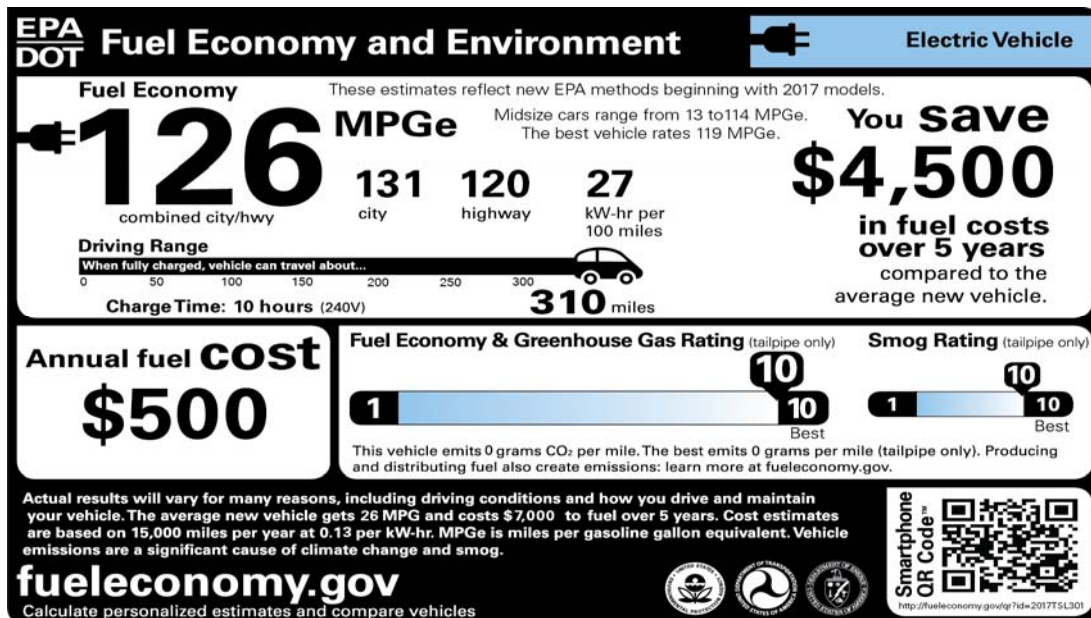 EPA
DOT
Fuel Economy and Environment
Electric Vehicle
Fuel Economy
These estimates reflect new EPA methods beginning with 2017 models.
126
MPGe
Midsize cars range from 13 to114 MPGe.
The best vehicle rates 119 MPGe.
combined city/hwy
131
city
120
highway
27
kW-hr per
100 miles
You save
$4,500
in fuel costs
over 5 years
compared to the
average new vehicle.
Driving Range
When fully charged, vehicle can travel about...
0 50 100 150 200 250 300
310 miles
Charge Time: 10 hours (240V)
Annual fuel cost
$500
Fuel Economy & Greenhouse Gas Rating (tailpipe only)
10
1 10
Best
Smog Rating (tailpipe only)
10
1 10
Best
This vehicle emits 0 grams CO₂ per mile. The best emits 0 grams per mile (tailpipe only). Producing
and distributing fuel also create emissions: learn more at fueleconomy.gov.
Actual results will vary for many reasons, including driving conditions and how you drive and maintain
your vehicle. The average new vehicle gets 26 MPG and costs $7,000 to fuel over 5 years. Cost estimates
are based on 15,000 miles per year at 0.13 per kW-hr. MPGe is miles per gasoline gallon equivalent. Vehicle
emissions are a significant cause of climate change and smog.
fueleconomy.gov
Calculate personalized estimates and compare vehicles
Smartphone
QR Code™
http://fueleconomy.gov/qr?id=2017TSL301